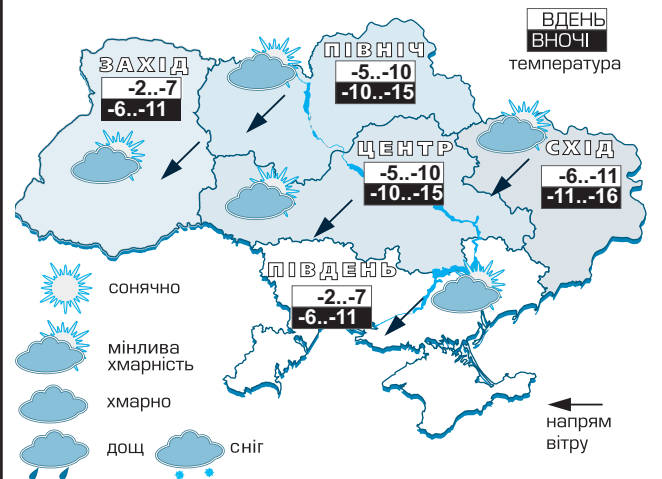 ВДЕНЬ
ВНОЧІ
температура
ЗАХІД
-2..-7
-6..-11
ПІВНІЧ
-5..-10
-10..-15
ЦЕНТР
-5..-10
-10..-15
СХІД
-6..-11
-11..-16
ПІВДЕНЬ
-2..-7
-6..-11
сонячно
мінлива
хмарність
хмарно
дощ
сніг
напрям
вітру